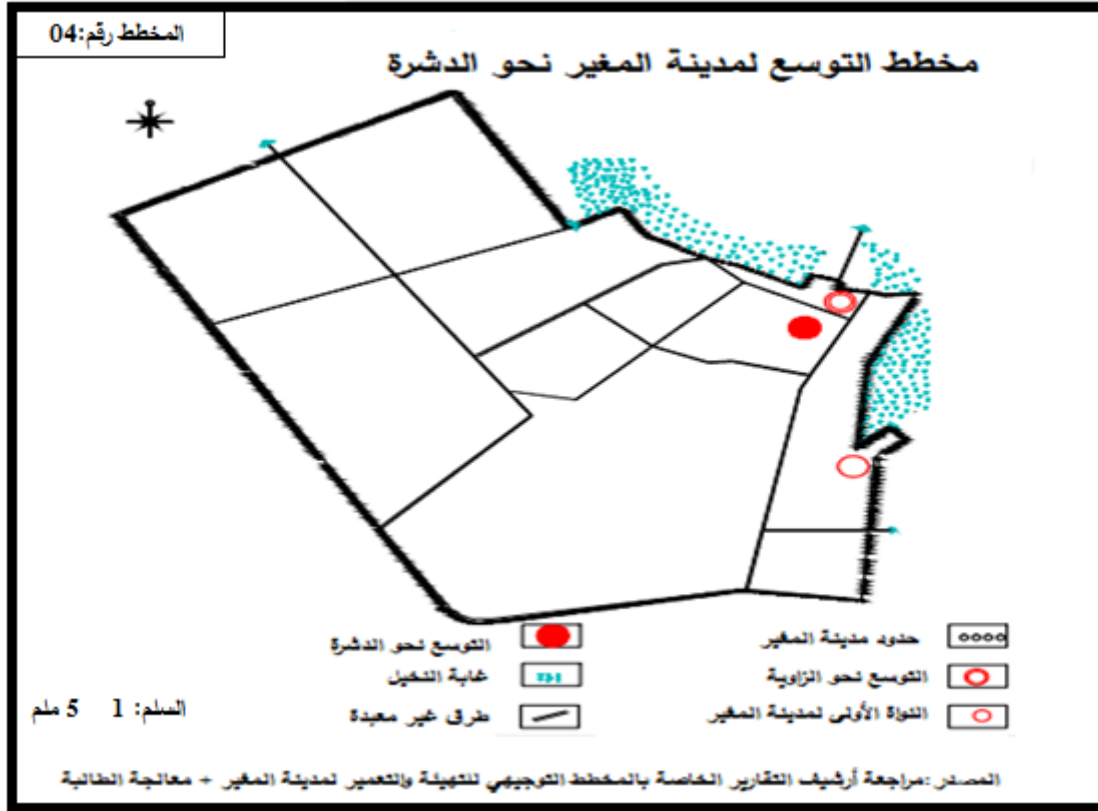 المخطط رقم:04
مخطط التوسع لمدينة المغير نحو الدشرة
حدود مدينة المغير
التوسع نحو الزاوية
النواة الأولى لمدينة المغير
التوسع نحو الدشرة
غابة النخيل
طرق غير معبدة
السلم: 1 5 ملم
المصدر :مراجعة أرشيف التقارير الخاصة بالمخطط التوجيهي للتهيئة والتعمير لمدينة المغير + معالجة الطالبة